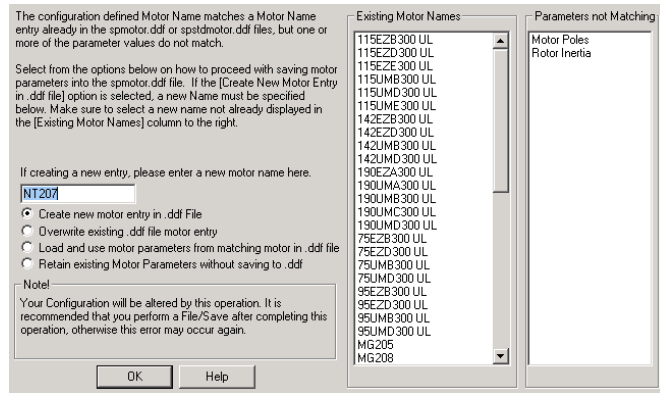 The configuration defined Motor Name matches a Motor Name
entry already in the spmotor.ddf or spstdmotor.ddf files, but one or
more of the parameter values do not match.
Select from the options below on how to proceed with saving motor
parameters into the spmotor.ddf file. If the [Create New Motor Entry
in .ddf file] option is selected, a new Name must be specified
below. Make sure to select a new name not already displayed in
the [Existing Motor Names] column to the right.
If creating a new entry, please enter a new motor name here.
NT207
Create new motor entry in .ddf File
Overwrite existing .ddf file motor entry
Load and use motor parameters from matching motor in .ddf file
Retain existing Motor Parameters without saving to .ddf
Note!
Your Configuration will be altered by this operation. It is
recommended that you perform a File/Save after completing this
operation, otherwise this error may occur again.
OK
Help
Existing Motor Names
115EZB300 UL
115EZD300 UL
115EZE300 UL
115UMB300 UL
115UMD300 UL
115UME300 UL
142EZB300 UL
142EZD300 UL
142UMB300 UL
142UMD300 UL
190EZA300 UL
190UMA300 UL
190UMB300 UL
190UMC300 UL
190UMD300 UL
75EZB300 UL
75EZD300 UL
75UMB300 UL
75UMD300 UL
95EZB300 UL
95EZD300 UL
95UMB300 UL
95UMD300 UL
MG205
MG208
Parameters not Matching
Motor Poles
Rotor Inertia